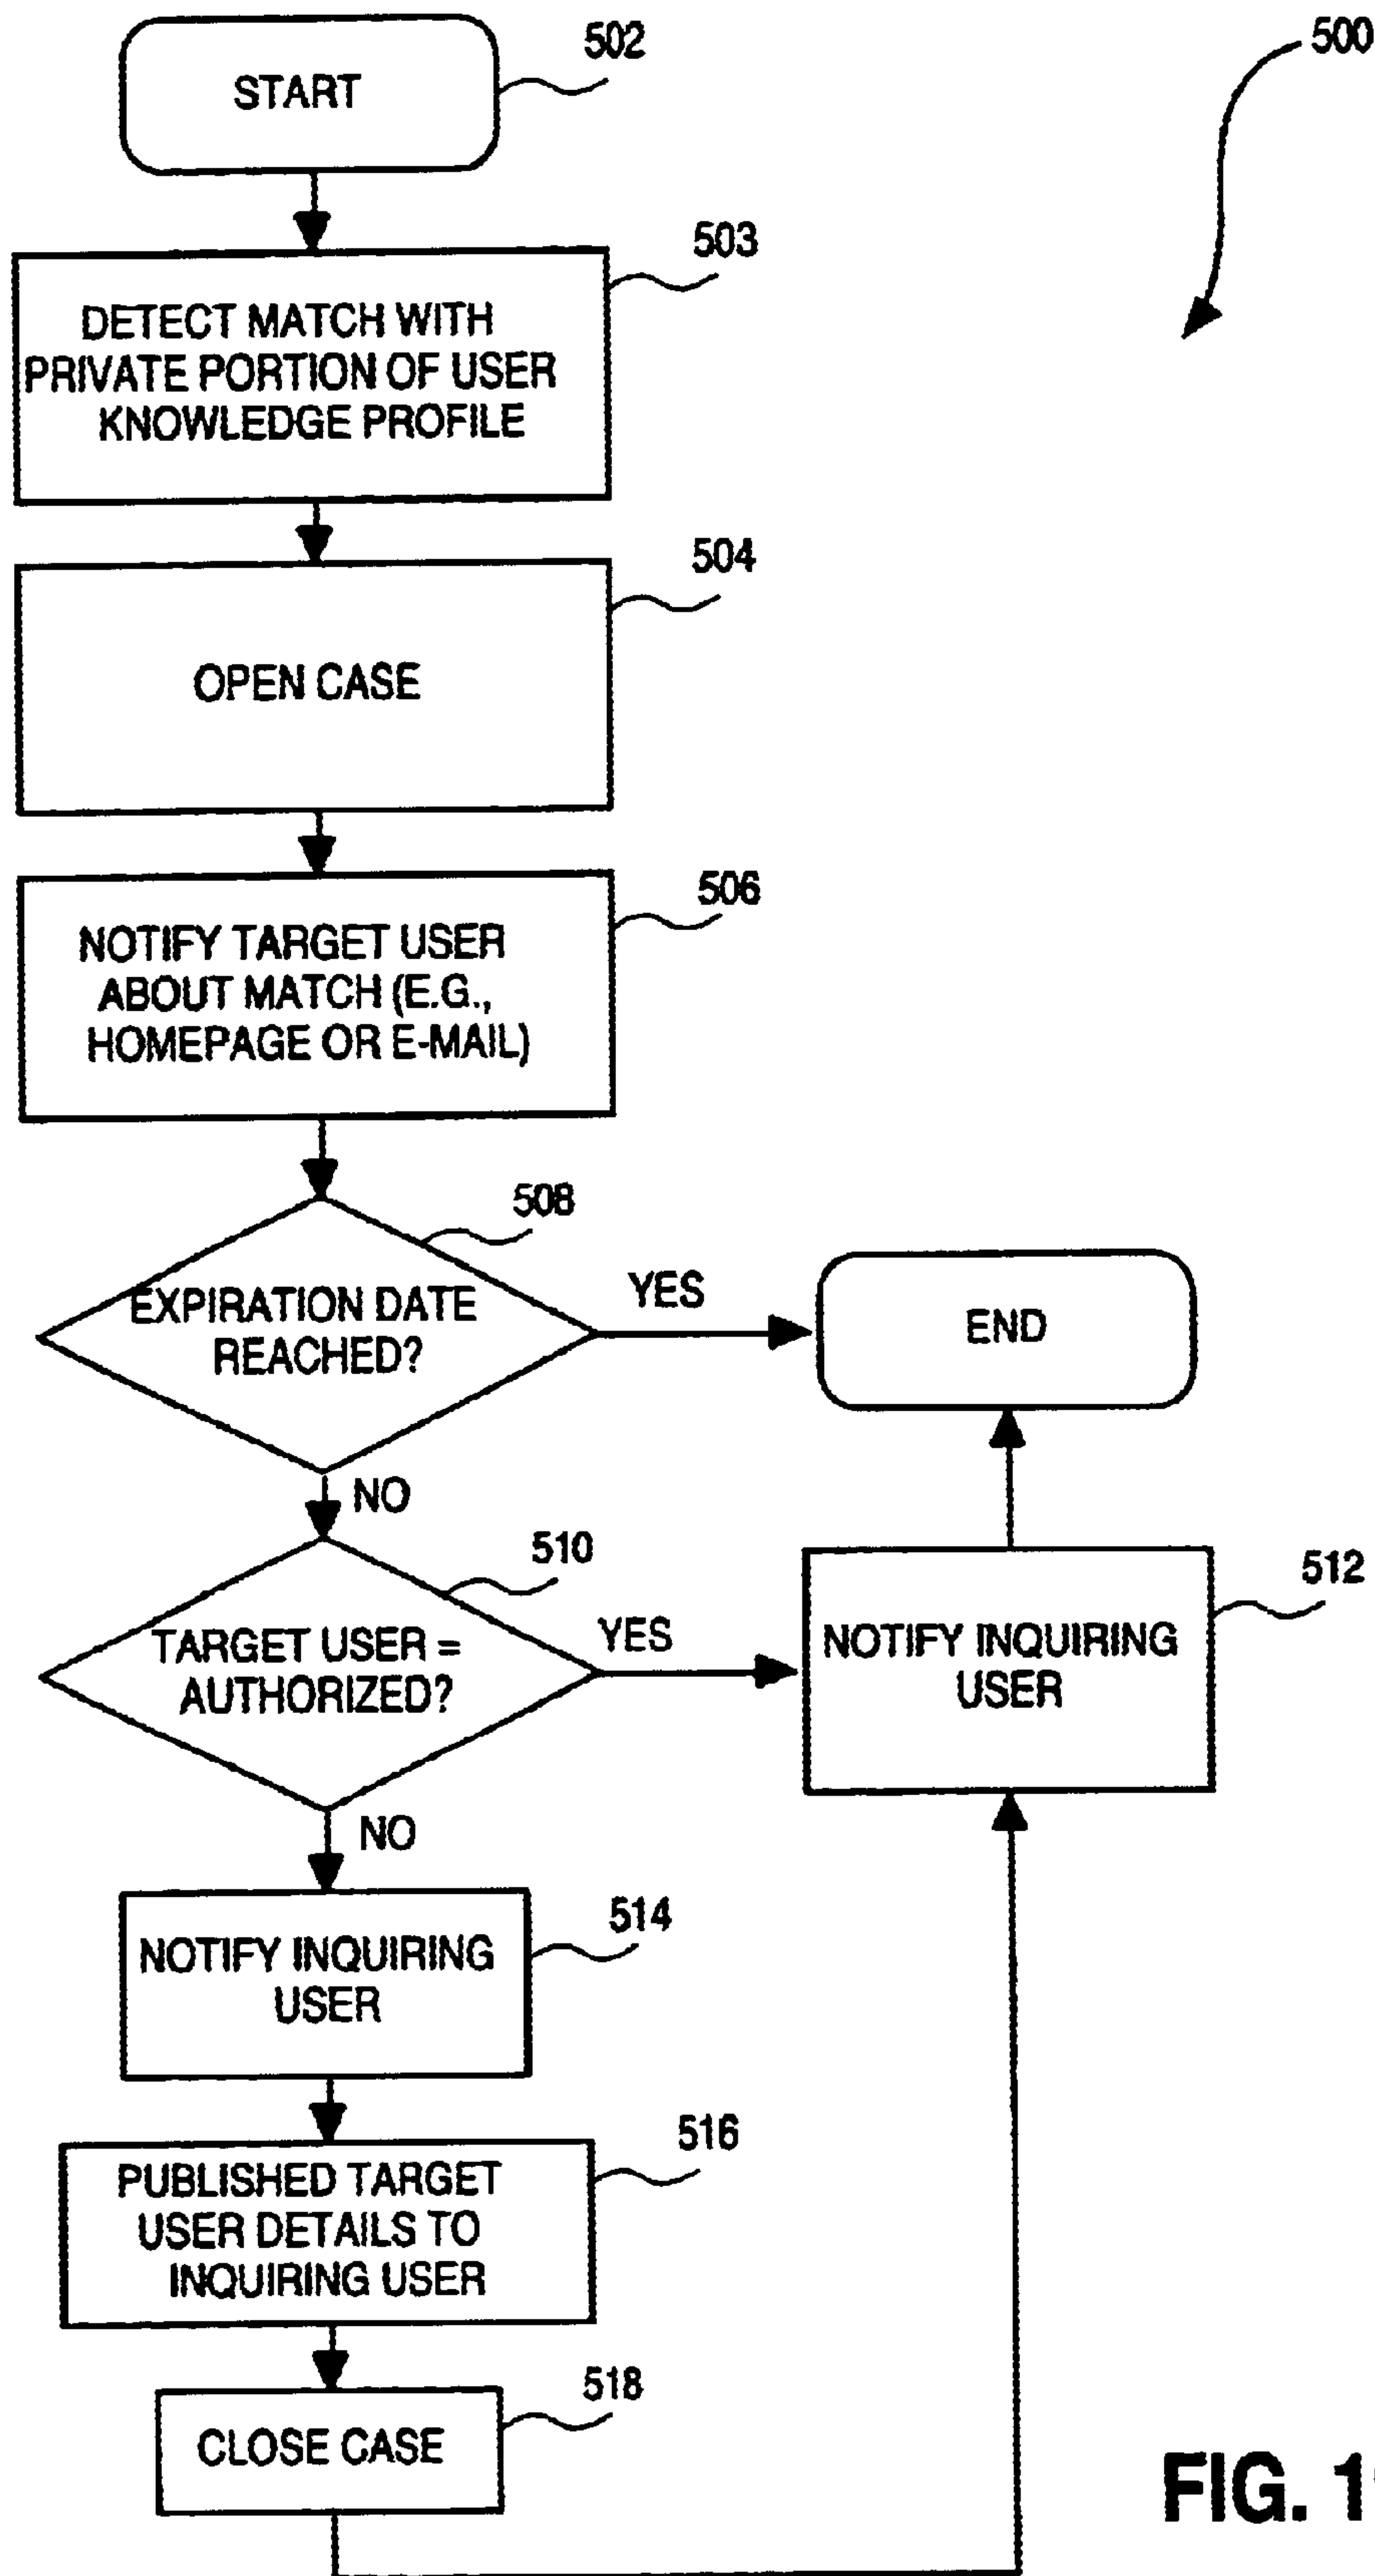 502
500
START
503
DETECT MATCH WITH
PRIVATE PORTION OF USER
KNOWLEDGE PROFILE
504
OPEN CASE
506
NOTIFY TARGET USER
ABOUT MATCH (E.G.,
HOMEPAGE OR E-MAIL)
508
EXPIRATION DATE
REACHED?
YES
END
NO
510
TARGET USER =
AUTHORIZED?
YES
512
NOTIFY INQUIRING
USER
NO
514
NOTIFY INQUIRING
USER
516
PUBLISHED TARGET
USER DETAILS TO
INQUIRING USER
518
CLOSE CASE
FIG.